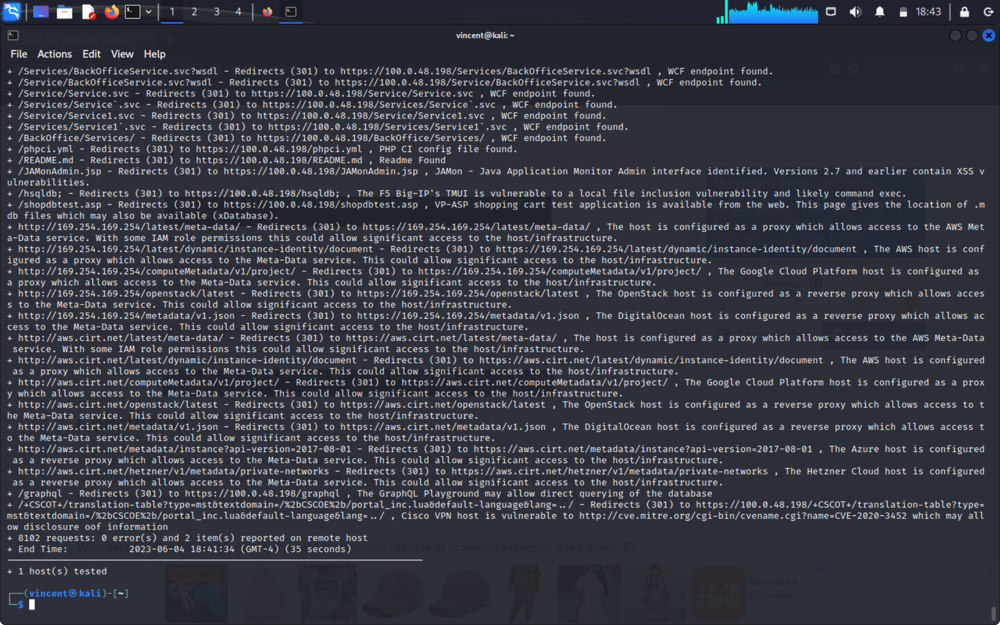 1 2 3 4 18:43
Scan for Website Vulner
vincent@kali: ~
File Actions Edit View Help
+ /Services/BackOfficeService.svc?wsdl - Redirects (301) to https://100.0.48.198/Services/BackOfficeService.svc?wsdl , WCF endpoint found.
+ /Service/BackOfficeService.svc?wsdl - Redirects (301) to https://100.0.48.198/Service/BackOfficeService.svc?wsdl , WCF endpoint found.
+ /Service/Service.svc - Redirects (301) to https://100.0.48.198/Service/Service.svc , WCF endpoint found.
+ /Services/Service`.svc - Redirects (301) to https://100.0.48.198/Services/Service`.svc , WCF endpoint found.
+ /Service/Service1.svc - Redirects (301) to https://100.0.48.198/Service/Service1.svc , WCF endpoint found.
+ /Services/Service1`.svc - Redirects (301) to https://100.0.48.198/Services/Service1`.svc , WCF endpoint found.
+ /BackOffice/Services/ - Redirects (301) to https://100.0.48.198/BackOffice/Services/ , WCF endpoint found.
+ /phpci.yml - Redirects (301) to https://100.0.48.198/phpci.yml , PHP CI config file found.
+ /README.md - Redirects (301) to https://100.0.48.198/README.md , Readme Found
+ /JAMonAdmin.jsp - Redirects (301) to https://100.0.48.198/JAMonAdmin.jsp , JAMon - Java Application Monitor Admin interface identified. Versions 2.7 and earlier contain XSS v
ulnerabilities.
+ /hsqldb; - Redirects (301) to https://100.0.48.198/hsqldb; , The F5 Big-IP's TMUI is vulnerable to a local file inclusion vulnerability and likely command exec.
+ /shopdbtest.asp - Redirects (301) to https://100.0.48.198/shopdbtest.asp , VP-ASP shopping cart test application is available from the web. This page gives the location of .m
db files which may also be available (xDatabase).
+ http://169.254.169.254/latest/meta-data/ - Redirects (301) to https://169.254.169.254/latest/meta-data/ , The host is configured as a proxy which allows access to the AWS Met
a-Data service. With some IAM role permissions this could allow significant access to the host/infrastructure.
+ http://169.254.169.254/latest/dynamic/instance-identity/document - Redirects (301) to https://169.254.169.254/latest/dynamic/instance-identity/document , The AWS host is conf
igured as a proxy which allows access to the Meta-Data service. This could allow significant access to the host/infrastructure.
+ http://169.254.169.254/computeMetadata/v1/project/ - Redirects (301) to https://169.254.169.254/computeMetadata/v1/project/ , The Google Cloud Platform host is configured as
a proxy which allows access to the Meta-Data service. This could allow significant access to the host/infrastructure.
+ http://169.254.169.254/openstack/latest - Redirects (301) to https://169.254.169.254/openstack/latest , The OpenStack host is configured as a reverse proxy which allows acces
s to the Meta-Data service. This could allow significant access to the host/infrastructure.
+ http://169.254.169.254/metadata/v1.json - Redirects (301) to https://169.254.169.254/metadata/v1.json , The DigitalOcean host is configured as a reverse proxy which allows ac
cess to the Meta-Data service. This could allow significant access to the host/infrastructure.
+ http://aws.cirt.net/latest/meta-data/ - Redirects (301) to https://aws.cirt.net/latest/meta-data/ , The host is configured as a proxy which allows access to the AWS Meta-Data
service. With some IAM role permissions this could allow significant access to the host/infrastructure.
+ http://aws.cirt.net/latest/dynamic/instance-identity/document - Redirects (301) to https://aws.cirt.net/latest/dynamic/instance-identity/document , The AWS host is configured
as a proxy which allows access to the Meta-Data service. This could allow significant access to the host/infrastructure.
+ http://aws.cirt.net/computeMetadata/v1/project/ - Redirects (301) to https://aws.cirt.net/computeMetadata/v1/project/ , The Google Cloud Platform host is configured as a prox
y which allows access to the Meta-Data service. This could allow significant access to the host/infrastructure.
+ http://aws.cirt.net/openstack/latest - Redirects (301) to https://aws.cirt.net/openstack/latest , The OpenStack host is configured as a reverse proxy which allows access to t
he Meta-Data service. This could allow significant access to the host/infrastructure.
+ http://aws.cirt.net/metadata/v1.json - Redirects (301) to https://aws.cirt.net/metadata/v1.json , The DigitalOcean host is configured as a reverse proxy which allows access t
o the Meta-Data service. This could allow significant access to the host/infrastructure.
+ http://aws.cirt.net/metadata/instance?api-version=2017-08-01 - Redirects (301) to https://aws.cirt.net/metadata/instance?api-version=2017-08-01 , The Azure host is configured
as a reverse proxy which allows access to the Meta-Data service. This could allow significant access to the host/infrastructure.
+ http://aws.cirt.net/hetzner/v1/metadata/private-networks - Redirects (301) to https://aws.cirt.net/hetzner/v1/metadata/private-networks , The Hetzner Cloud host is configured
as a reverse proxy which allows access to the Meta-Data service. This could allow significant access to the host/infrastructure.
+ /graphql - Redirects (301) to https://100.0.48.198/graphql , The GraphQL Playground may allow direct querying of the database
+ /+CSCOT+/translation-table?type=mst&textdomain=/%2bCSCOE%2b/portal_inc.lua&default-language&lang=../ - Redirects (301) to https://100.0.48.198/+CSCOT+/translation-table?type=
mst&textdomain=/%2bCSCOE%2b/portal_inc.lua&default-language&lang=../ , Cisco VPN host is vulnerable to http://cve.mitre.org/cgi-bin/cvename.cgi?name=CVE-2020-3452 which may all
ow disclosure oof information
+ 8102 requests: 0 error(s) and 2 item(s) reported on remote host
+ End Time: 2023-06-04 18:41:34 (GMT-4) (35 seconds)
+ 1 host(s) tested
┌──(vincent㉿kali)-[~]
└─$
Merrimack Premium Outlets
back this June 10th & 11th.
Merrimack
Store info
Directions
With over
capable of scanning a website deep down. By
PRICE DROP
SHORT
GIRLS
TEMU
Shop like a
billionaire
Temu